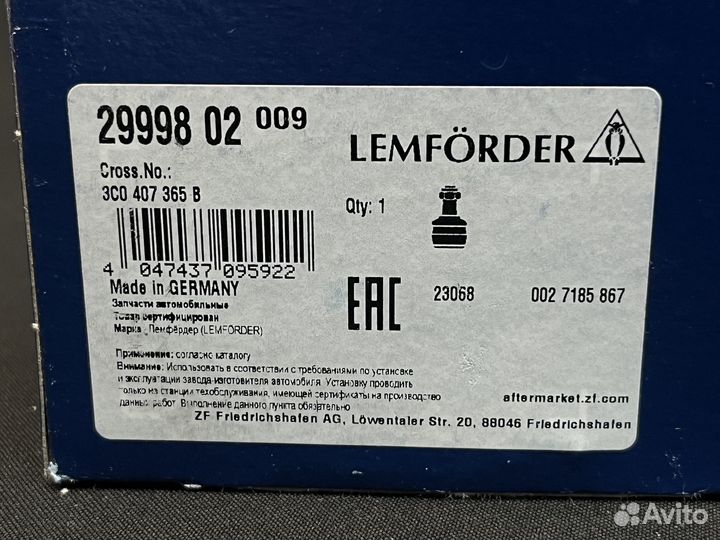 29998 02 009
LEMFÖRDER
Cross.No.:
3C0 407 365 B
Qty: 1
4 047437 095922
Made in GERMANY
EAC
23068
002 7185 867
Запчасти автомобильные
Товар сертифицирован
Марка Лемфёрдер (LEMFÖRDER)
Применение: согласно каталогу
Внимание: Использовать в соответствии с требованиями по установке
и эксплуатации завода-изготовителя автомобиля. Установку проводить
только на станции техобслуживания, имеющей сертификаты на производство
данных работ. Выполнение данного пункта обязательно
aftermarket.zf.com
ZF Friedrichshafen AG, Löwentaler Str. 20, 88046 Friedrichshafen
Avito